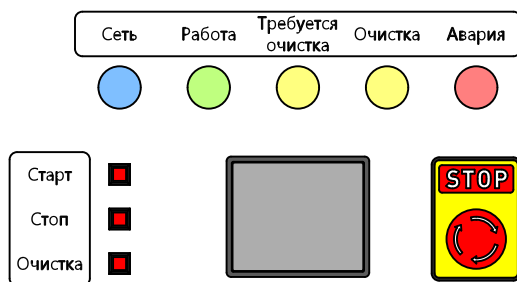 Сеть Работа Требуется очистка Очистка Авария
Старт
STOP
Стоп
Очистка